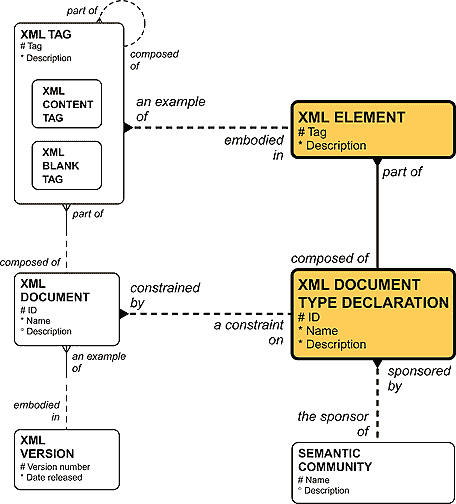 part of
XML TAG
# Tag
* Description
composed
of
XML
CONTENT
TAG
XML
BLANK
TAG
an example
of
embodied
in
XML ELEMENT
# Tag
* Description
part of
composed of
part of
composed of
XML
DOCUMENT
# ID
* Name
° Description
constrained
by
a constraint
on
XML DOCUMENT
TYPE DECLARATION
# ID
* Name
* Description
an example
of
embodied
in
sponsored
by
the sponsor
of
XML
VERSION
# Version number
* Date released
SEMANTIC
COMMUNITY
# Name
° Description